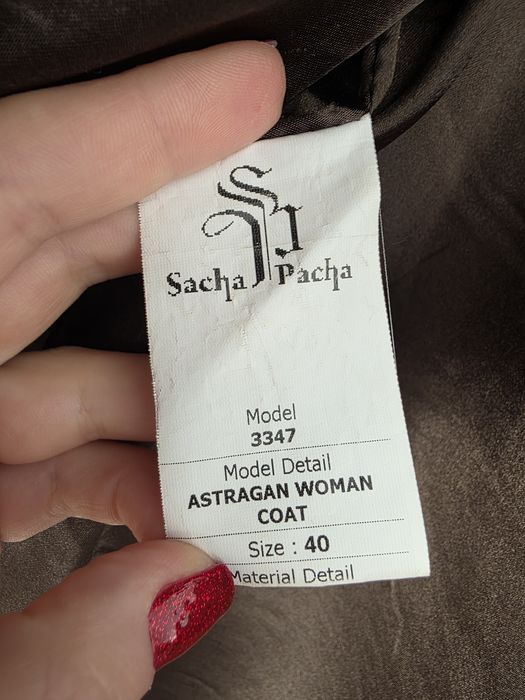 Sacha Pacha
Model
3347
Model Detail
ASTRAGAN WOMAN
COAT
Size : 40
Material Detail